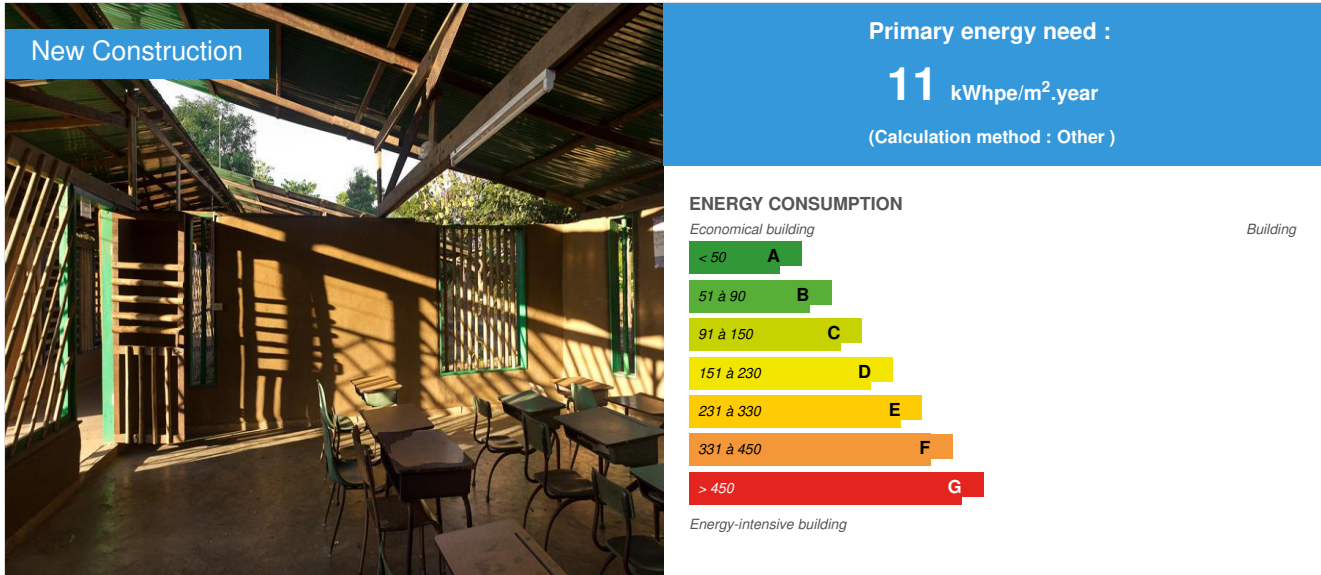 New Construction
Primary energy need :
11 kWhpe/m².year
(Calculation method : Other )
ENERGY CONSUMPTION
Economical building
Building
< 50 A
51 à 90 B
91 à 150 C
151 à 230 D
231 à 330 E
331 à 450 F
> 450 G
Energy-intensive building